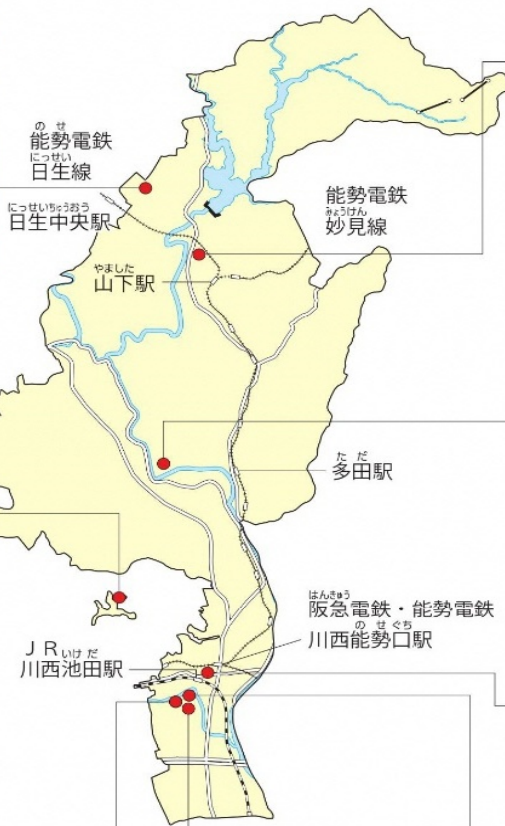 のせ
能勢電鉄
にっせい
日生線
にっせいちゅうおう
日生中央駅
能勢電鉄
みょうけん
妙見線
やました
山下駅
ただ
多田駅
はんきゅう
阪急電鉄・能勢電鉄
のせぐち
川西能勢口駅
JRいけだ
川西池田駅